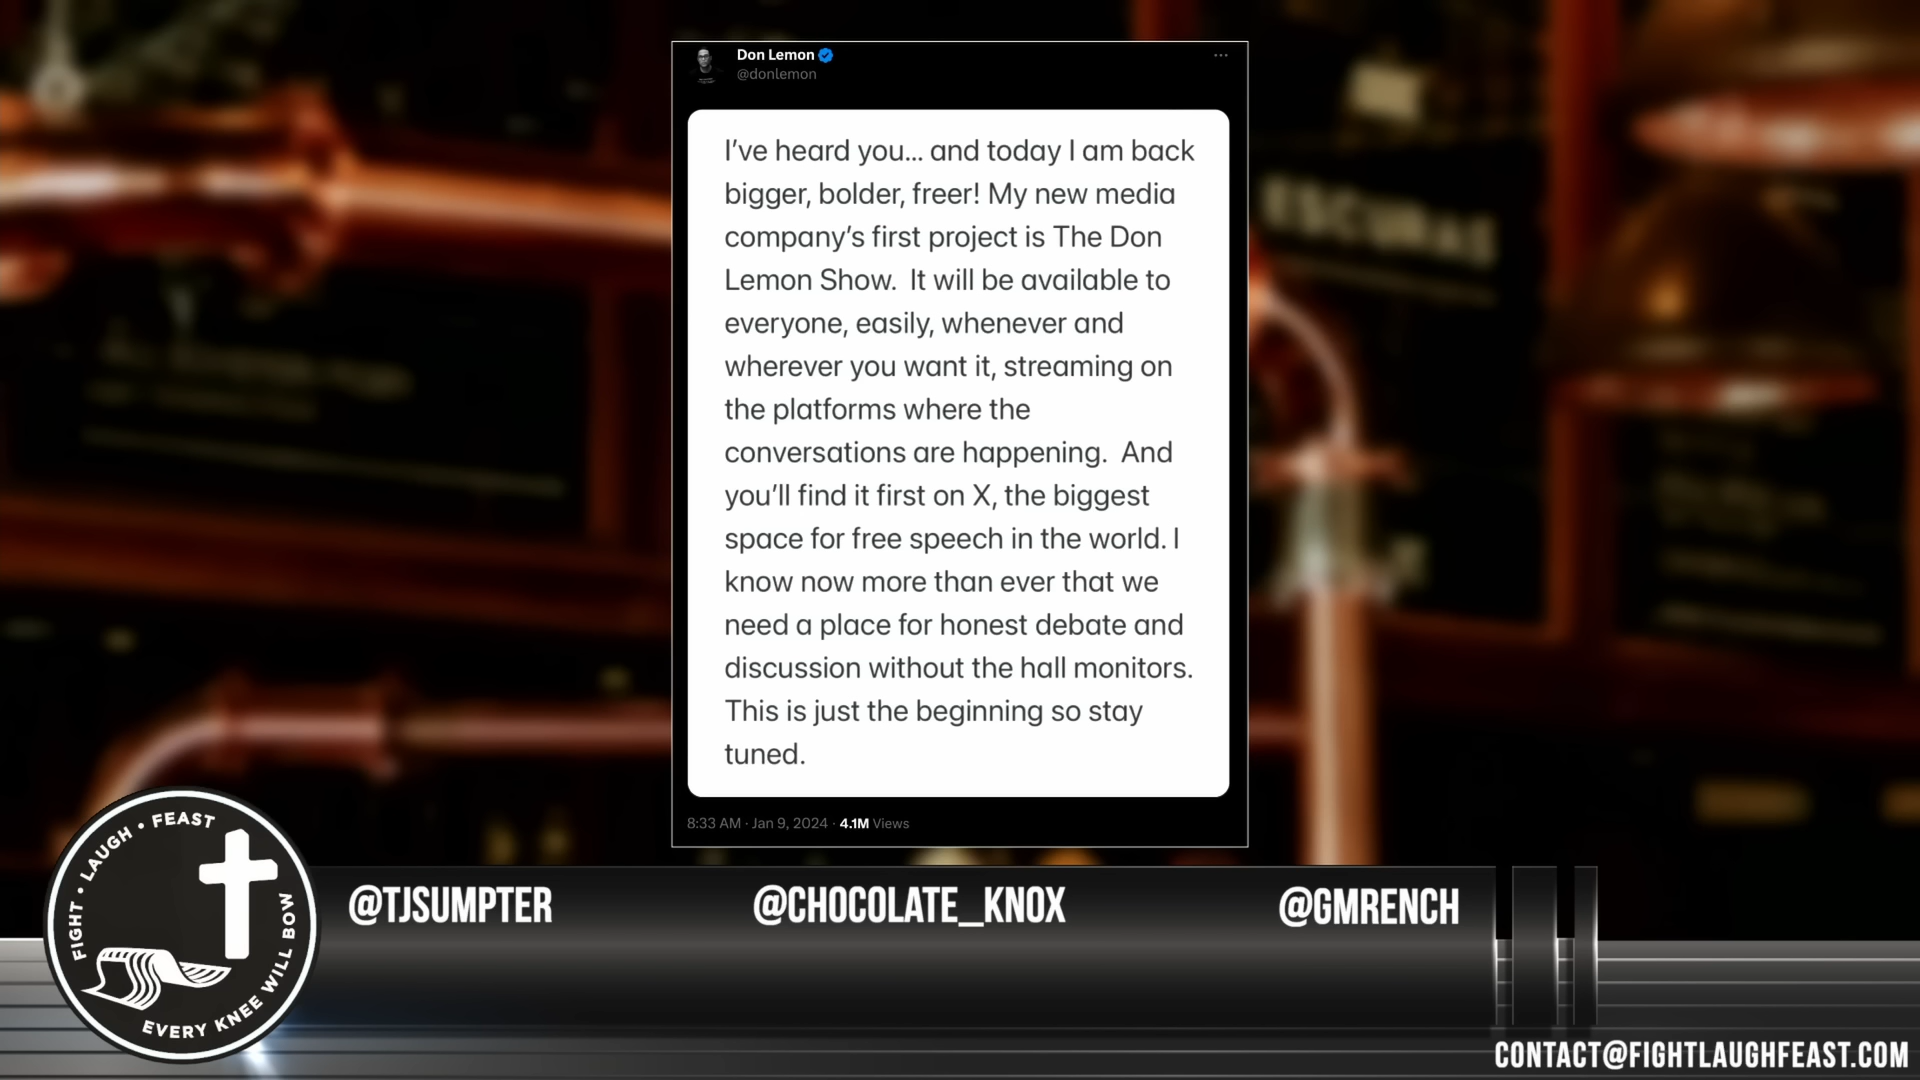 Don Lemon
@donlemon
I've heard you... and today I am back
bigger, bolder, freer! My new media
company's first project is The Don
Lemon Show.  It will be available to
everyone, easily, whenever and
wherever you want it, streaming on
the platforms where the
conversations are happening.  And
you'll find it first on X, the biggest
space for free speech in the world. I
know now more than ever that we
need a place for honest debate and
discussion without the hall monitors.
This is just the beginning so stay
tuned.
8:33 AM · Jan 9, 2024 · 4.1M Views
ESCURAS
FIGHT • LAUGH • FEAST
EVERY KNEE WILL BOW
@TJSUMPTER
@CHOCOLATE_KNOX
@GMRENCH
CONTACT@FIGHTLAUGHFEAST.COM